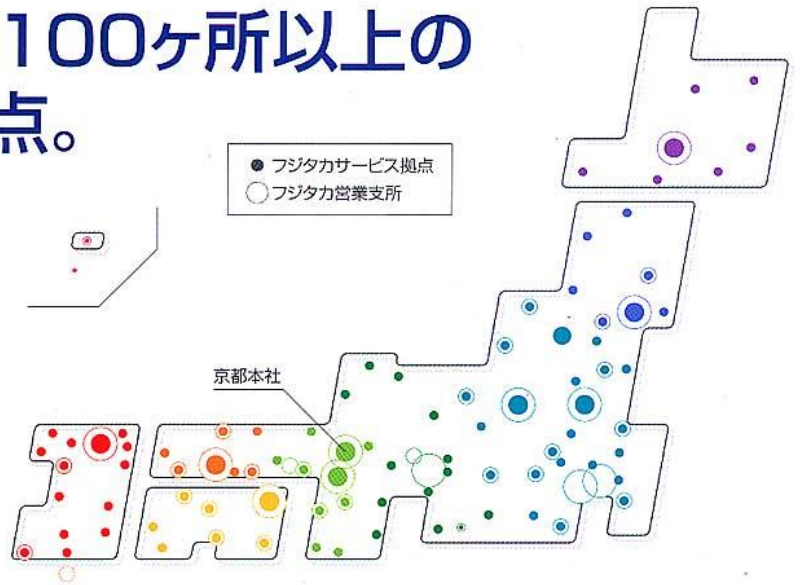 100ヶ所以上の
点。
フジタカサービス拠点
フジタカ営業支所
京都本社